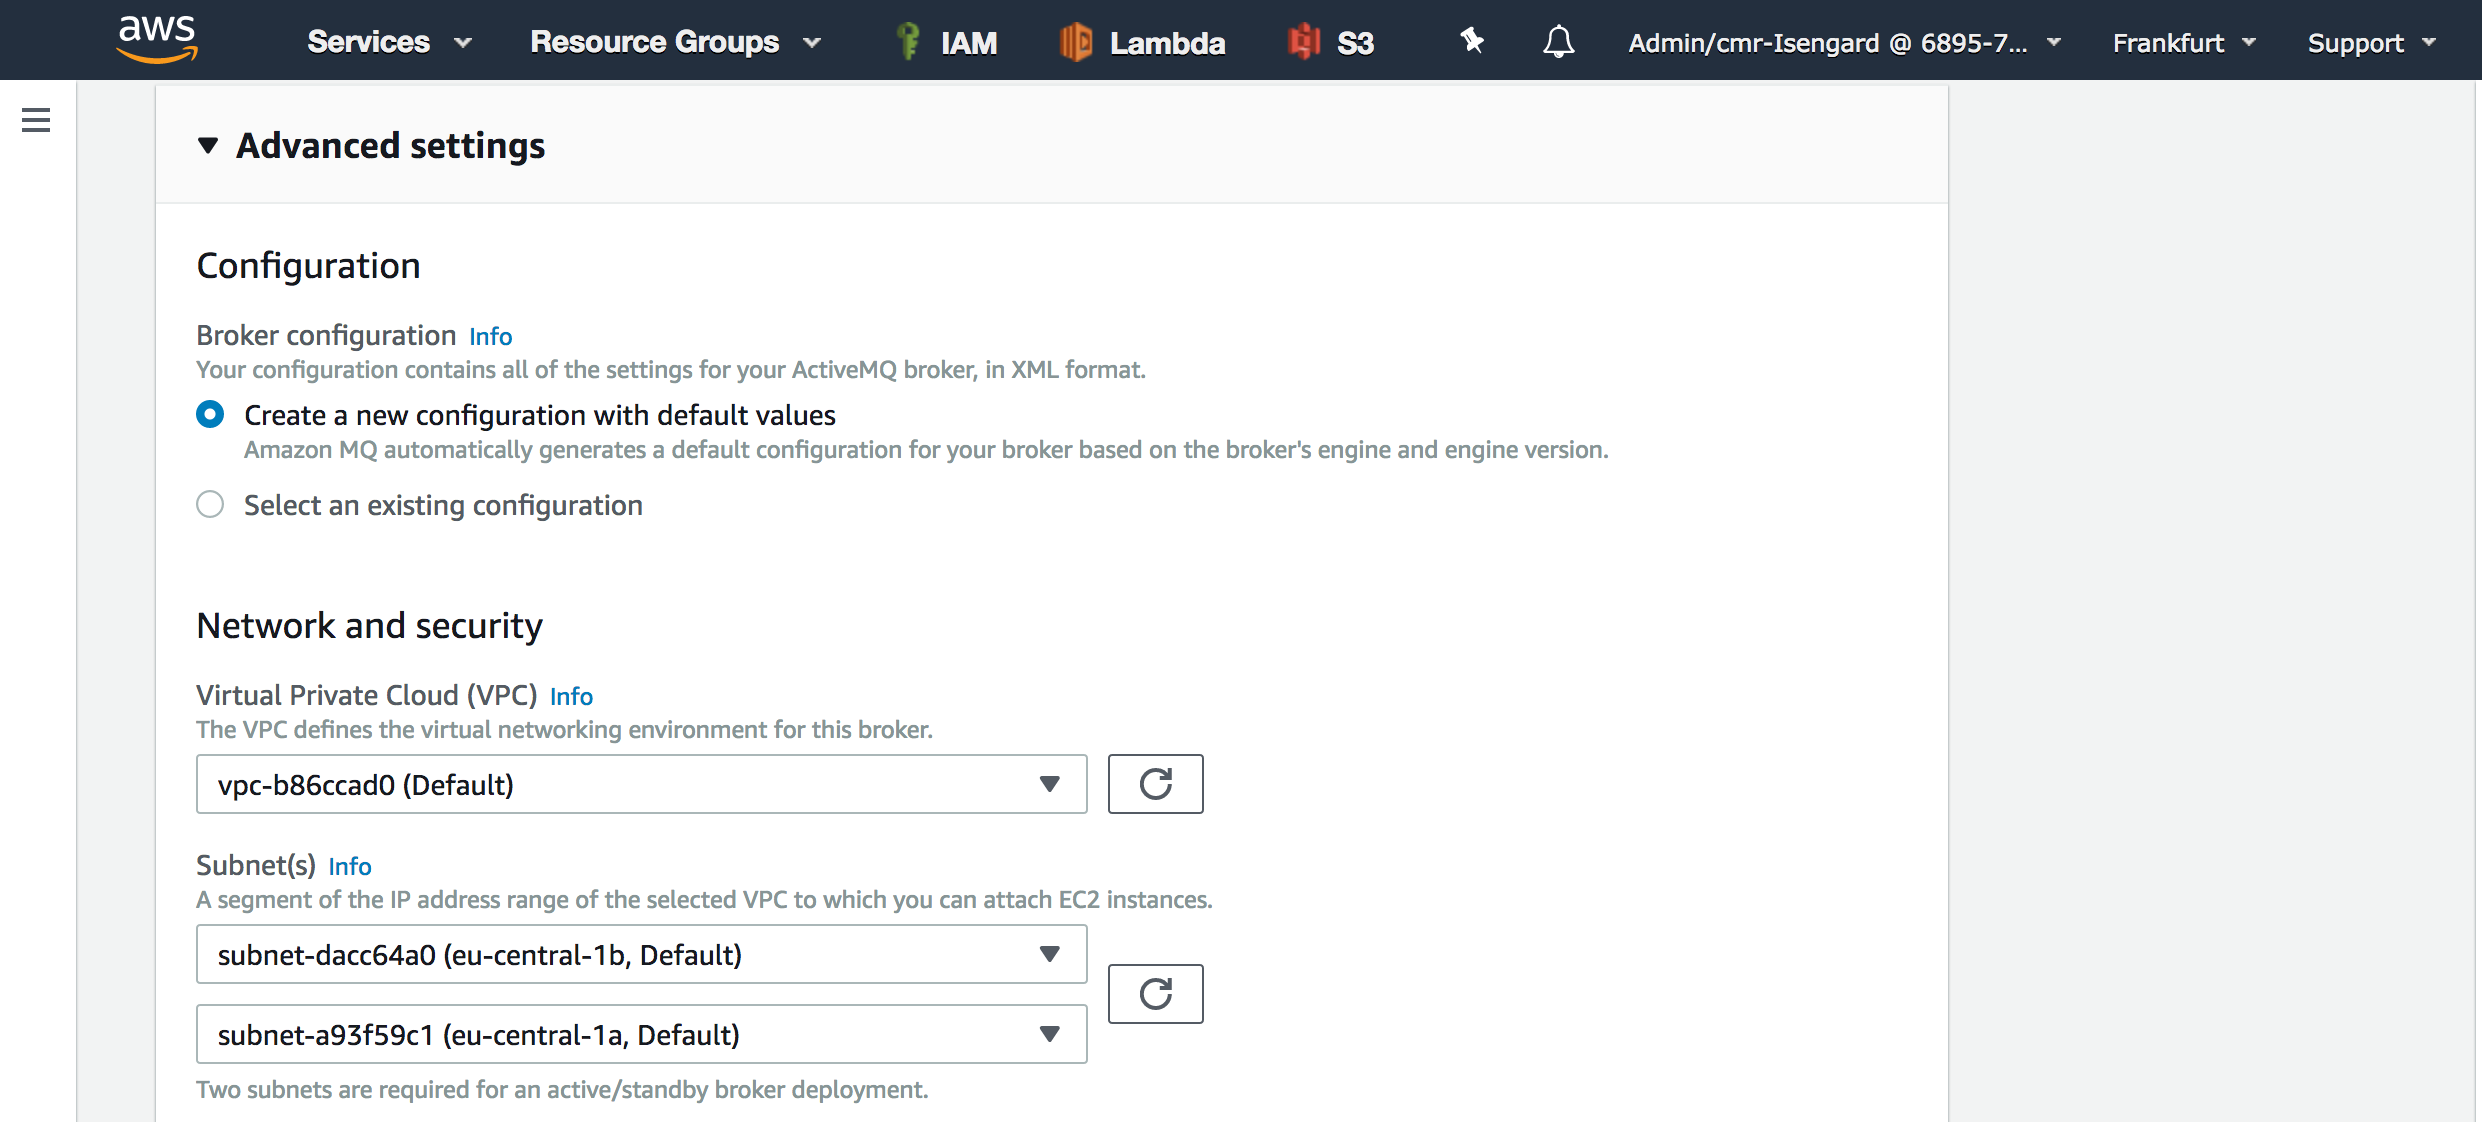 aws Services Resource Groups IAM Lambda S3 Admin/cmr-Isengard @ 6895-7... Frankfurt Support
Advanced settings
Configuration
Broker configuration Info
Your configuration contains all of the settings for your ActiveMQ broker, in XML format.
Create a new configuration with default values
Amazon MQ automatically generates a default configuration for your broker based on the broker's engine and engine version.
Select an existing configuration
Network and security
Virtual Private Cloud (VPC) Info
The VPC defines the virtual networking environment for this broker.
vpc-b86ccad0 (Default)
Subnet(s) Info
A segment of the IP address range of the selected VPC to which you can attach EC2 instances.
subnet-dacc64a0 (eu-central-1b, Default)
subnet-a93f59c1 (eu-central-1a, Default)
Two subnets are required for an active/standby broker deployment.